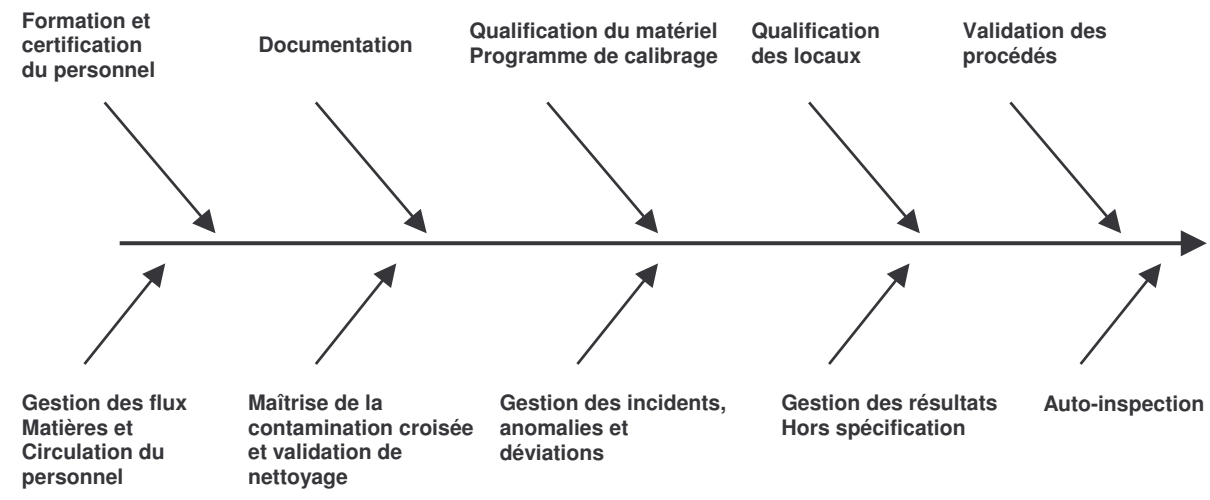 Formation et
certification
du personnel
Documentation
Qualification du matériel
Programme de calibrage
Qualification
des locaux
Validation des
procédés
Gestion des flux
Matières et
Circulation du
personnel
Maîtrise de la
contamination croisée
et validation de
nettoyage
Gestion des incidents,
anomalies et
déviations
Gestion des résultats
Hors spécification
Auto-inspection